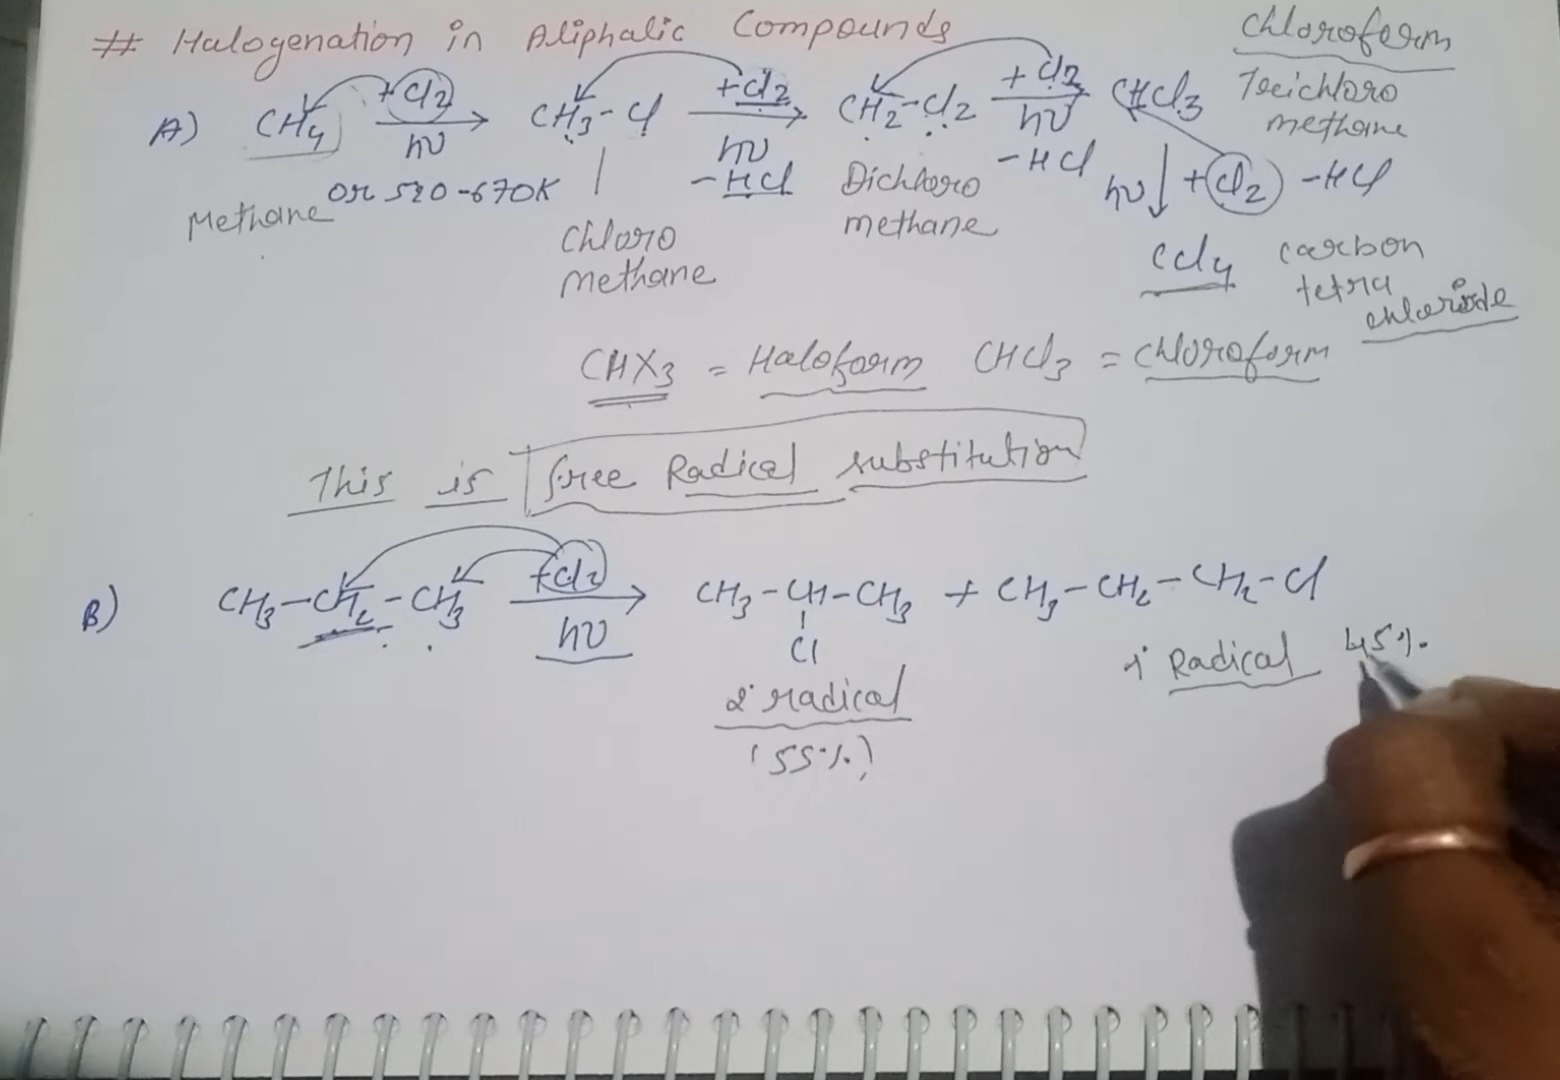 # Halogenation in Aliphalic Compounds
Chloroform
A) CH4 +Cl2 hν CH3-Cl +Cl2 hν -HCl CH2-Cl2 +Cl2 hν -HCl CHCl3 Trichloro
methane
or 520-670K
Methane
Chloro
methane
Dichloro
methane
hν +Cl2 -HCl
CCl4 carbon
tetra
chloride
CHX3 = Haloform CHCl3 = Chloroform
This is free Radical substitution
B) CH3-CH2-CH3 +Cl2 hν CH3-CH-CH3 + CH3-CH2-CH2-Cl
Cl
2° radical
(55%)
1° Radical 45%